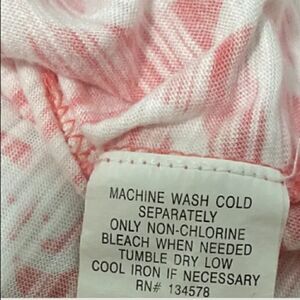 MACHINE WASH COLD
SEPARATELY
ONLY NON-CHLORINE
BLEACH WHEN NEEDED
TUMBLE DRY LOW
COOL IRON IF NECESSARY
RN# 134578